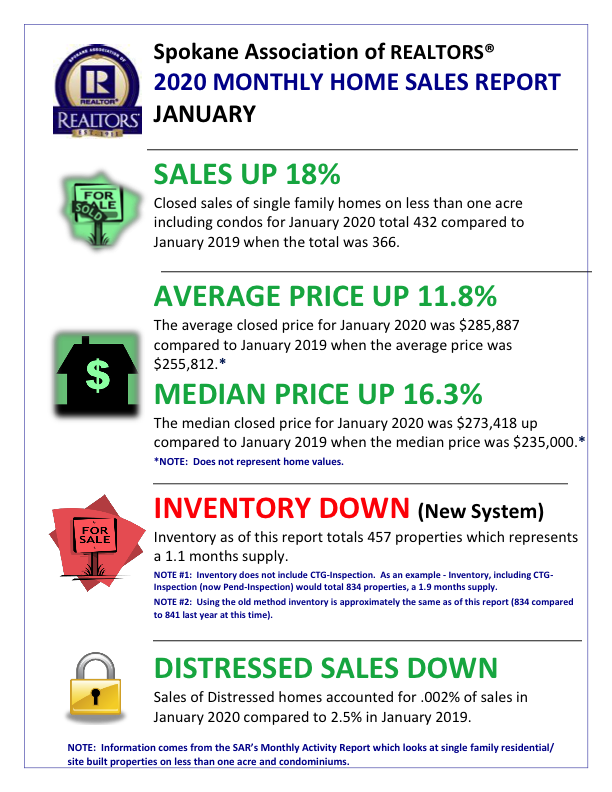 Spokane Association of REALTORS®
2020 MONTHLY HOME SALES REPORT
JANUARY
SPOKANE ASSOCIATION OF
R
REALTOR®
REALTORS®
EST 1911
SALES UP 18%
FOR
SALE
SOLD
Closed sales of single family homes on less than one acre
including condos for January 2020 total 432 compared to
January 2019 when the total was 366.
AVERAGE PRICE UP 11.8%
The average closed price for January 2020 was $285,887
compared to January 2019 when the average price was
$255,812.*
$
MEDIAN PRICE UP 16.3%
The median closed price for January 2020 was $273,418 up
compared to January 2019 when the median price was $235,000.*
*NOTE: Does not represent home values.
INVENTORY DOWN (New System)
FOR
SALE
Inventory as of this report totals 457 properties which represents
a 1.1 months supply.
NOTE #1: Inventory does not include CTG-Inspection. As an example - Inventory, including CTG-
Inspection (now Pend-Inspection) would total 834 properties, a 1.9 months supply.
NOTE #2: Using the old method inventory is approximately the same as of this report (834 compared
to 841 last year at this time).
DISTRESSED SALES DOWN
Sales of Distressed homes accounted for .002% of sales in
January 2020 compared to 2.5% in January 2019.
NOTE: Information comes from the SAR's Monthly Activity Report which looks at single family residential/
site built properties on less than one acre and condominiums.